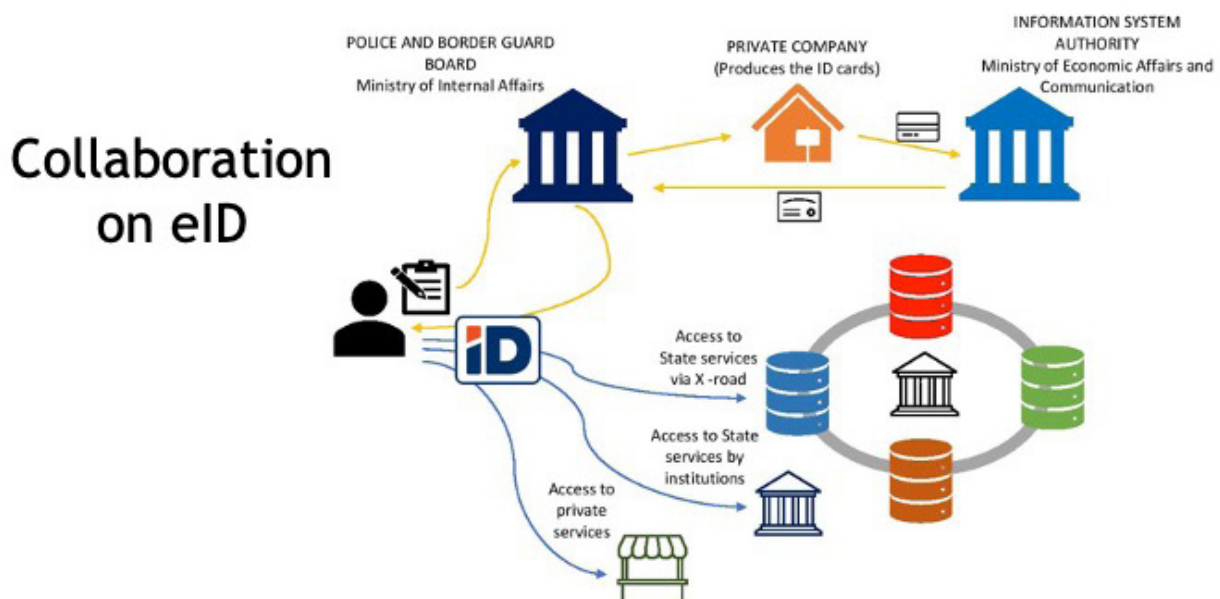 Collaboration
on eID
POLICE AND BORDER GUARD
BOARD
Ministry of Internal Affairs
PRIVATE COMPANY
(Produces the ID cards)
INFORMATION SYSTEM
AUTHORITY
Ministry of Economic Affairs and
Communication
iD
Access to
State services
via X -road
Access to State
services by
institutions
Access to
private
services